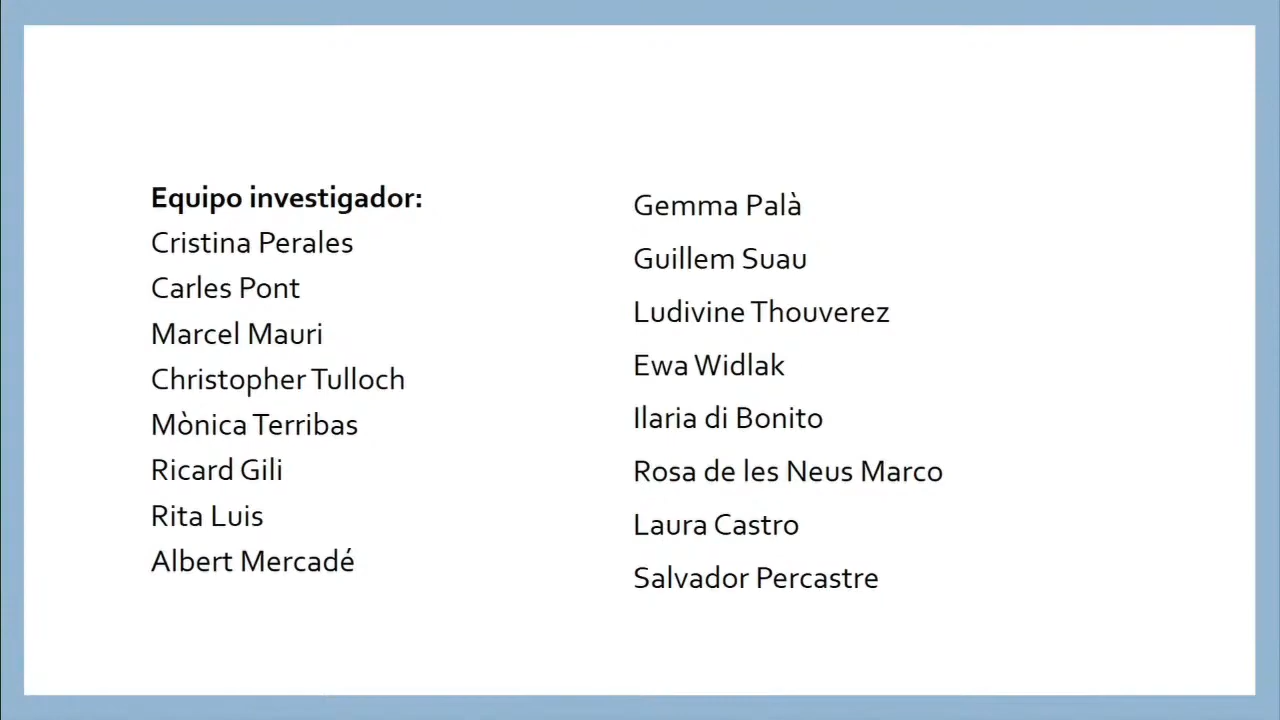 Equipo investigador:
Cristina Perales
Carles Pont
Marcel Mauri
Christopher Tulloch
Mònica Terribas
Ricard Gili
Rita Luis
Albert Mercadé
Gemma Palà
Guillem Suau
Ludivine Thouverez
Ewa Widlak
Ilaria di Bonito
Rosa de les Neus Marco
Laura Castro
Salvador Percastre